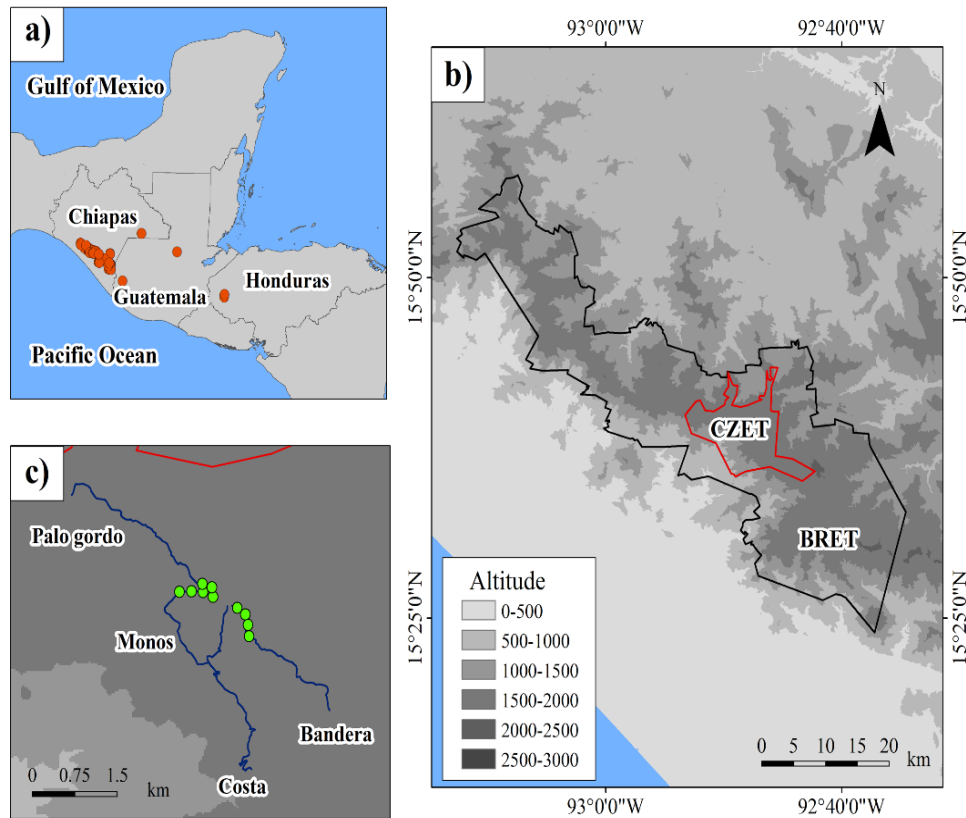 a)
Gulf of Mexico
Chiapas
Honduras
Guatemala
Pacific Ocean
93°0'0"W
92°40'0"W
b)
N
15°50'0"N
15°50'0"N
CZET
BRET
15°25'0"N
15°25'0"N
Altitude
0-500
500-1000
1000-1500
1500-2000
2000-2500
2500-3000
0 5 10 15 20
km
93°0'0"W
92°40'0"W
c)
Palo gordo
Monos
Bandera
Costa
0 0.75 1.5
km